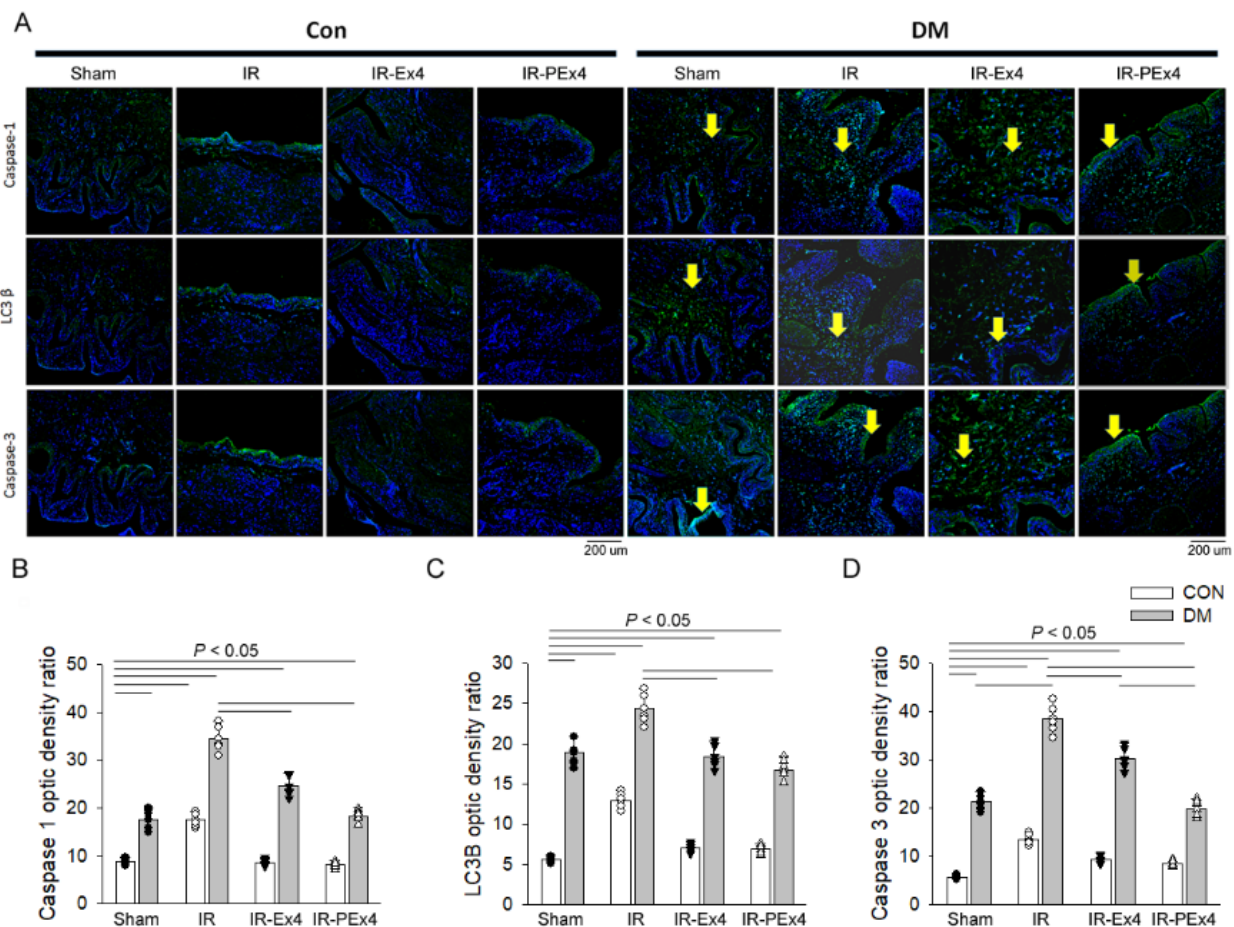 A
Con
DM
Sham
IR
IR-Ex4
IR-PEx4
Sham
IR
IR-Ex4
IR-PEx4
Caspase-1
LC3 β
Caspase-3
200 um
200 um
B
C
D
CON
DM
P < 0.05
Caspase 1 optic density ratio
50
40
30
20
10
0
Sham
IR
IR-Ex4
IR-PEx4
P < 0.05
LC3B optic density ratio
30
25
20
15
10
5
0
Sham
IR
IR-Ex4
IR-PEx4
P < 0.05
Caspase 3 optic density ratio
50
40
30
20
10
0
Sham
IR
IR-Ex4
IR-PEx4